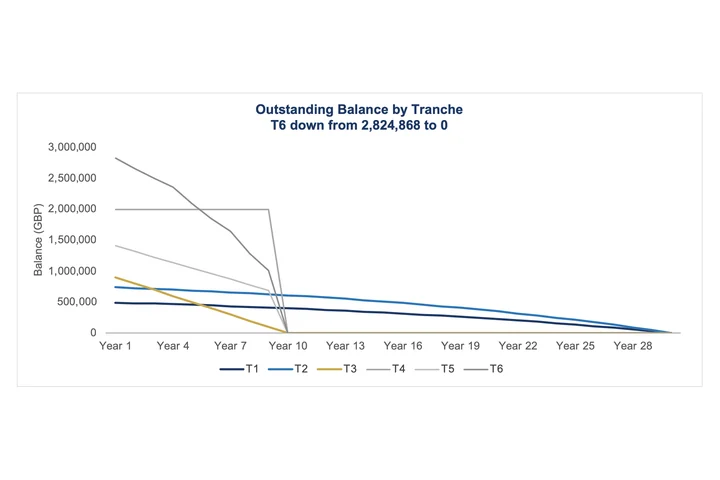 Outstanding Balance by Tranche
T6 down from 2,824,868 to 0
3,000,000
2,500,000
2,000,000
1,500,000
1,000,000
500,000
0
Balance (GBP)
Year 1 Year 4 Year 7 Year 10 Year 13 Year 16 Year 19 Year 22 Year 25 Year 28
T1 T2 T3 T4 T5 T6